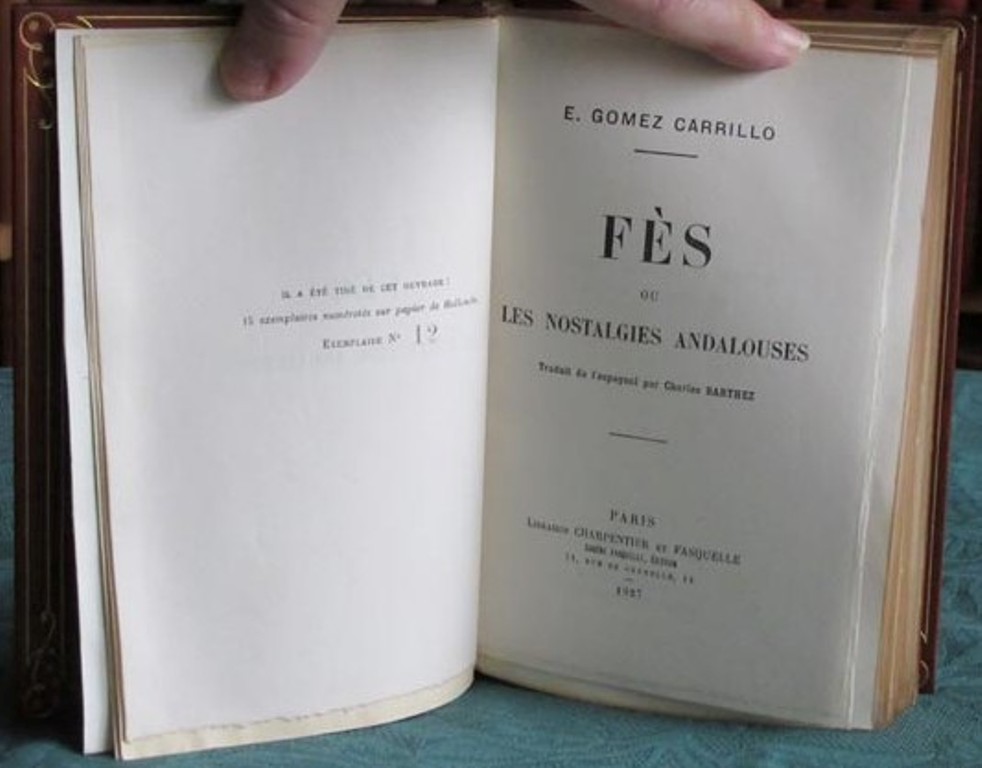 IL A ÉTÉ TIRÉ DE CET OUVRAGE :
15 exemplaires numérotés sur papier de Hollande.
EXEMPLAIRE Nº 12
E. GOMEZ CARRILLO
FÈS
OU
LES NOSTALGIES ANDALOUSES
Traduit de l'espagnol par Charles BARTHEZ
PARIS
LIBRAIRIE CHARPENTIER ET FASQUELLE
EUGÈNE FASQUELLE, ÉDITEUR
11, RUE DE GRENELLE, 11
1927